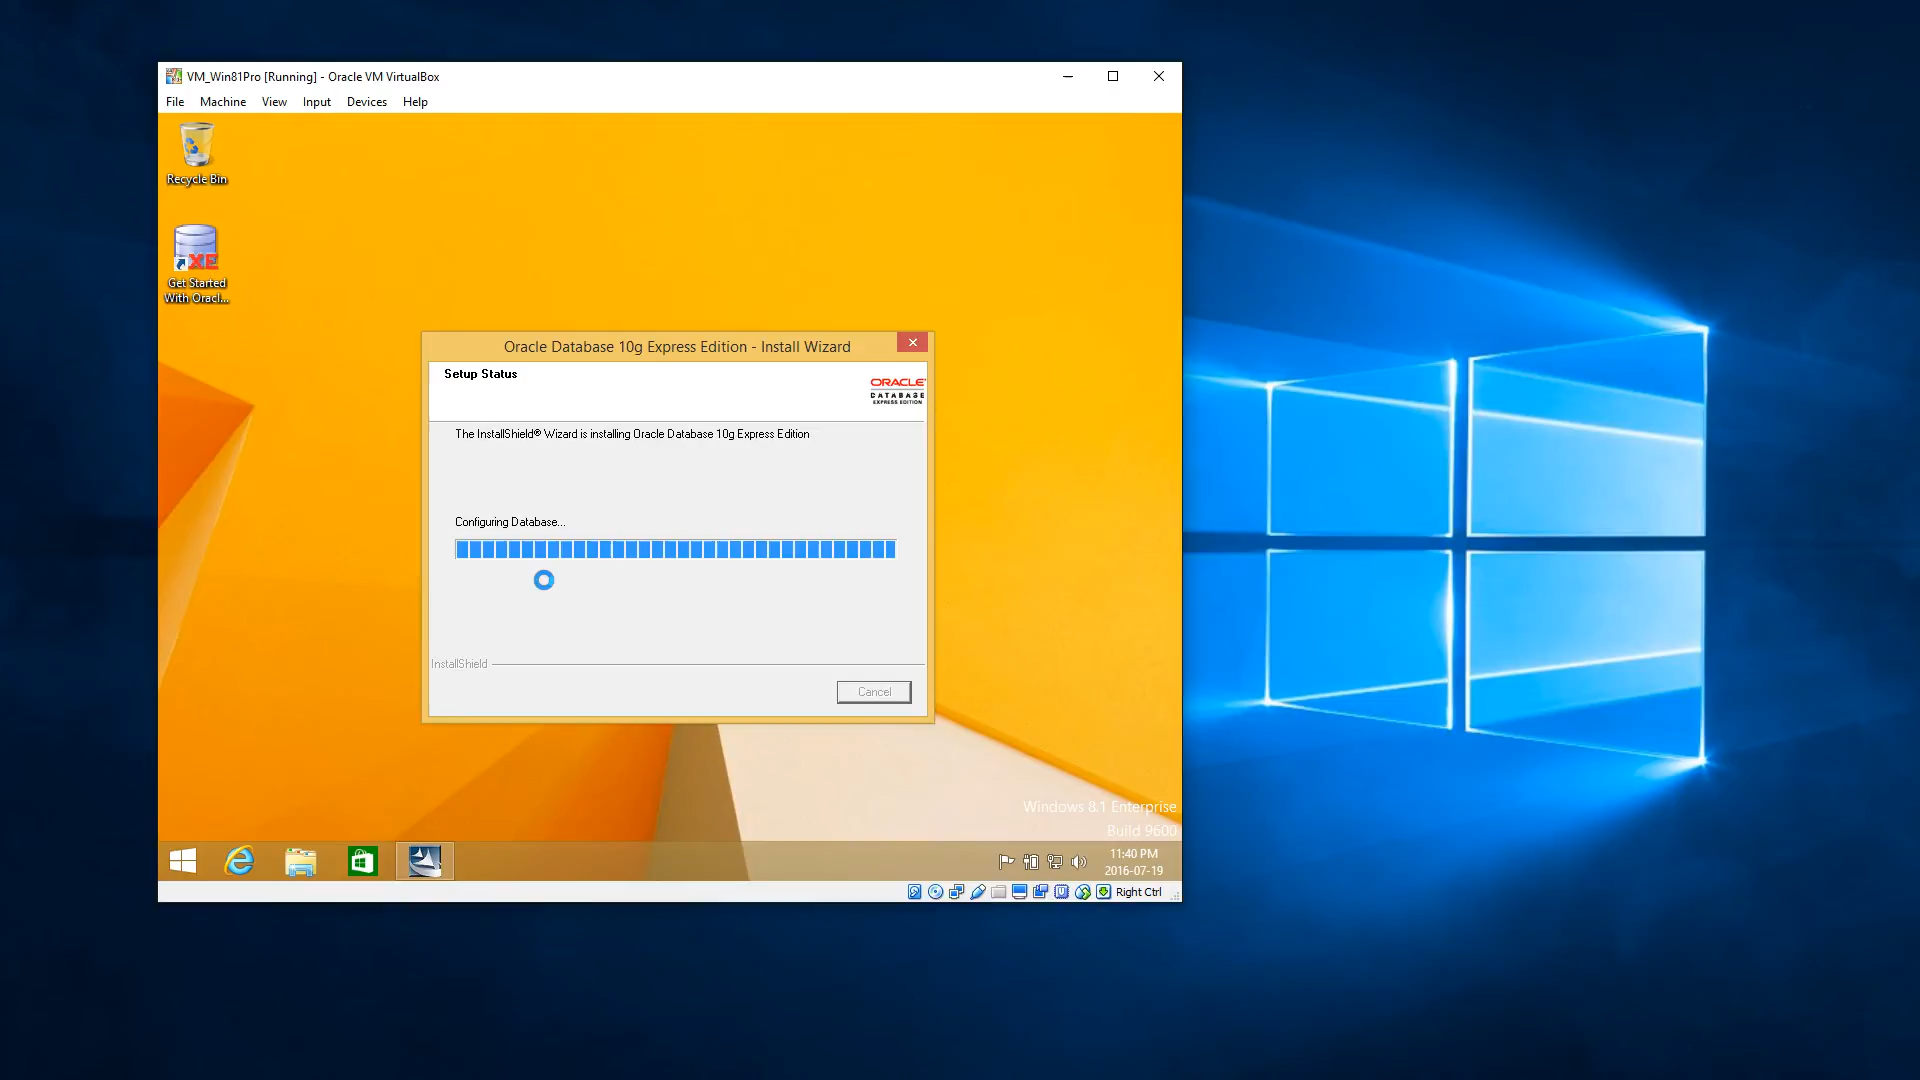 VM_Win81Pro [Running] - Oracle VM VirtualBox
File Machine View Input Devices Help
Recycle Bin
XE
Get Started
With Oracl...
Oracle Database 10g Express Edition - Install Wizard
Setup Status
ORACLE
DATABASE
EXPRESS EDITION
The InstallShield® Wizard is installing Oracle Database 10g Express Edition
Configuring Database...
InstallShield
Cancel
Windows 8.1 Enterprise
Build 9600
11:40 PM
2016-07-19
Right Ctrl